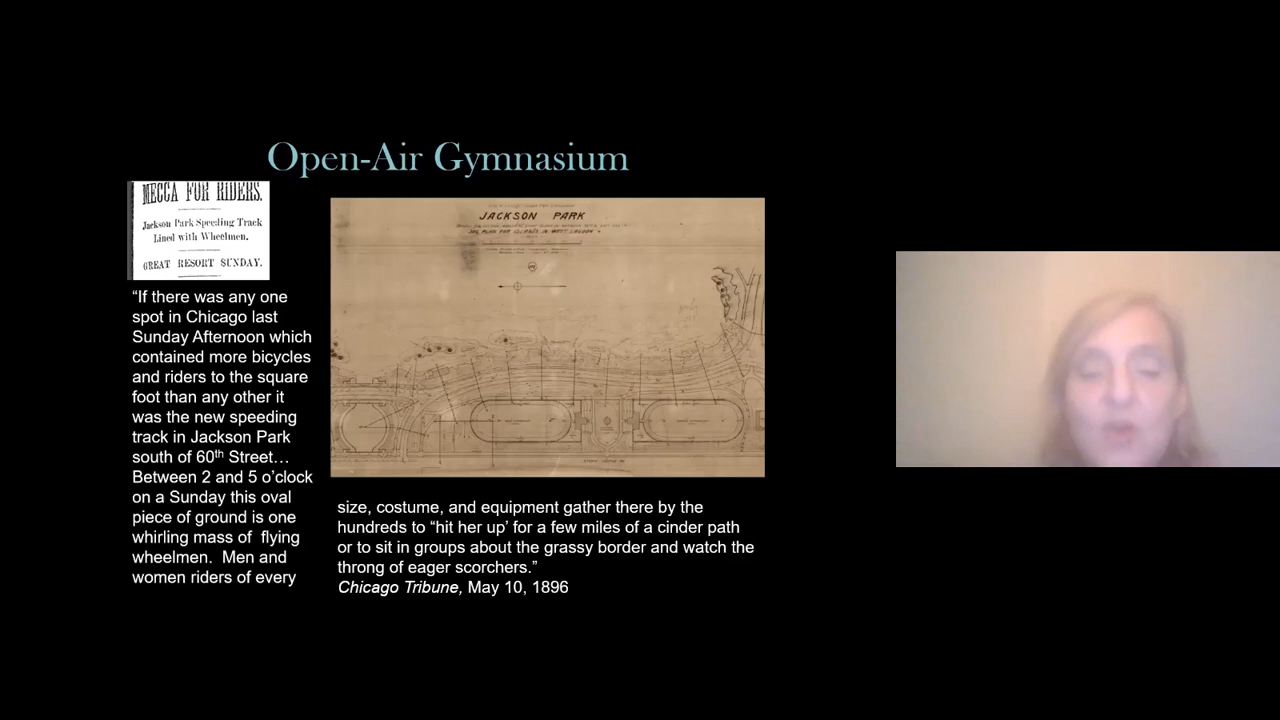 Open-Air Gymnasium
MECCA FOR RIDERS.
Jackson Park Speeding Track
Lined with Wheelmen.
GREAT RESORT SUNDAY.
“If there was any one
spot in Chicago last
Sunday Afternoon which
contained more bicycles
and riders to the square
foot than any other it
was the new speeding
track in Jackson Park
south of 60th Street…
Between 2 and 5 o’clock
on a Sunday this oval
piece of ground is one
whirling mass of  flying
wheelmen.  Men and
women riders of every
JACKSON PARK
size, costume, and equipment gather there by the
hundreds to “hit her up’ for a few miles of a cinder path
or to sit in groups about the grassy border and watch the
throng of eager scorchers.”
Chicago Tribune, May 10, 1896